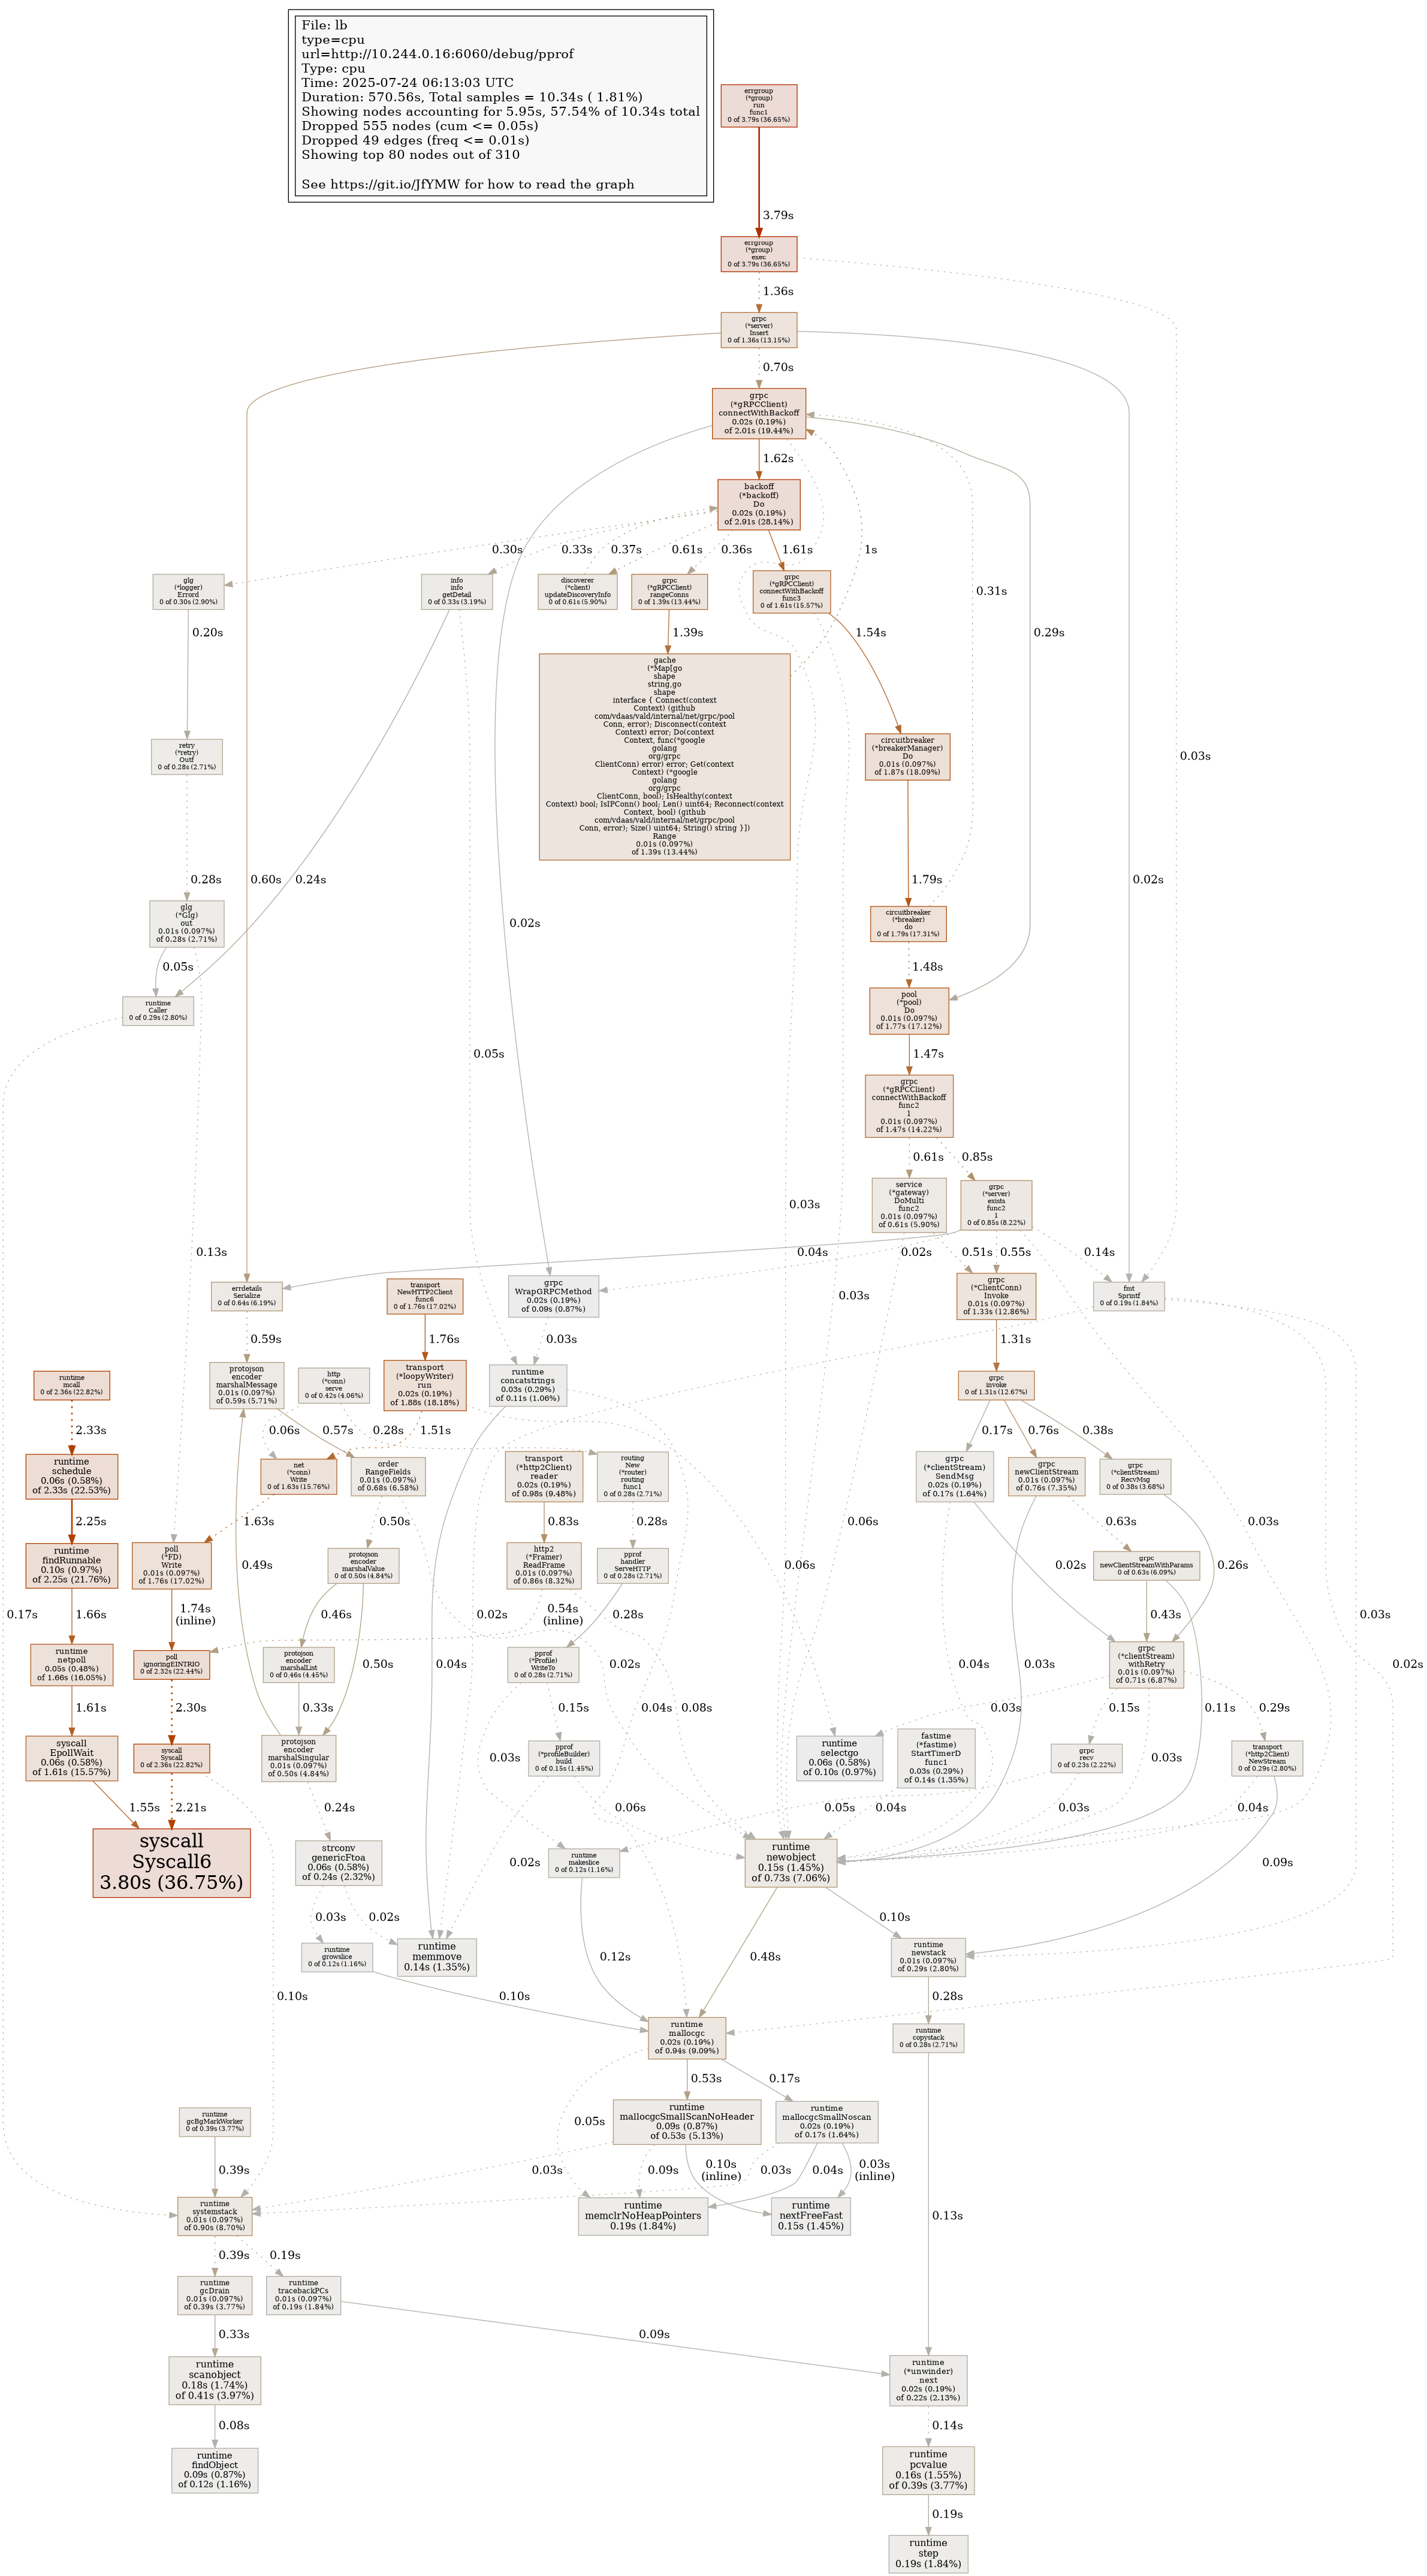 File: lb
type=cpu
url=http://10.244.0.16:6060/debug/pprof
Type: cpu
Time: 2025-07-24 06:13:03 UTC
Duration: 570.56s, Total samples = 10.34s ( 1.81%)
Showing nodes accounting for 5.95s, 57.54% of 10.34s total
Dropped 555 nodes (cum <= 0.05s)
Dropped 49 edges (freq <= 0.01s)
Showing top 80 nodes out of 310
See https://git.io/JfYMW for how to read the graph
errgroup
(*group)
run
func1
0 of 3.79s (36.65%)
3.79s
errgroup
(*group)
exec
0 of 3.79s (36.65%)
1.36s
grpc
(*server)
Insert
0 of 1.36s (13.15%)
0.70s
grpc
(*gRPCClient)
connectWithBackoff
0.02s (0.19%)
of 2.01s (19.44%)
1.62s
backoff
(*backoff)
Do
0.02s (0.19%)
of 2.91s (28.14%)
0.30s
0.33s
0.37s
0.61s
0.36s
1.61s
1s
0.31s
glg
(*logger)
Errord
0 of 0.30s (2.90%)
info
info
getDetail
0 of 0.33s (3.19%)
discoverer
(*client)
updateDiscoveryInfo
0 of 0.61s (5.90%)
grpc
(*gRPCClient)
rangeConns
0 of 1.39s (13.44%)
grpc
(*gRPCClient)
connectWithBackoff
func3
0 of 1.61s (15.57%)
0.20s
1.39s
1.54s
0.29s
gache
(*Map[go
shape
string,go
shape
interface { Connect(context
Context) (github
com/vdaas/vald/internal/net/grpc/pool
Conn, error); Disconnect(context
Context) error; Do(context
Context, func(*google
golang
org/grpc
ClientConn) error) error; Get(context
Context) (*google
golang
org/grpc
ClientConn, bool); IsHealthy(context
Context) bool; IsIPConn() bool; Len() uint64; Reconnect(context
Context, bool) (github
com/vdaas/vald/internal/net/grpc/pool
Conn, error); Size() uint64; String() string }])
Range
0.01s (0.097%)
of 1.39s (13.44%)
retry
(*retry)
Outf
0 of 0.28s (2.71%)
circuitbreaker
(*breakerManager)
Do
0.01s (0.097%)
of 1.87s (18.09%)
0.03s
0.28s
0.60s
0.24s
1.79s
0.02s
glg
(*Glg)
out
0.01s (0.097%)
of 0.28s (2.71%)
0.02s
circuitbreaker
(*breaker)
do
0 of 1.79s (17.31%)
0.05s
1.48s
runtime
Caller
0 of 0.29s (2.80%)
pool
(*pool)
Do
0.01s (0.097%)
of 1.77s (17.12%)
0.05s
1.47s
grpc
(*gRPCClient)
connectWithBackoff
func2
1
0.01s (0.097%)
of 1.47s (14.22%)
0.61s
0.85s
service
(*gateway)
DoMulti
func2
0.01s (0.097%)
of 0.61s (5.90%)
grpc
(*server)
exists
func2
1
0 of 0.85s (8.22%)
0.03s
0.13s
0.04s
0.02s
0.51s
0.55s
0.14s
errdetails
Serialize
0 of 0.64s (6.19%)
transport
NewHTTP2Client
func6
0 of 1.76s (17.02%)
grpc
WrapGRPCMethod
0.02s (0.19%)
of 0.09s (0.87%)
0.03s
grpc
(*ClientConn)
Invoke
0.01s (0.097%)
of 1.33s (12.86%)
fmt
Sprintf
0 of 0.19s (1.84%)
0.59s
1.76s
0.03s
1.31s
runtime
mcall
0 of 2.36s (22.82%)
protojson
encoder
marshalMessage
0.01s (0.097%)
of 0.59s (5.71%)
http
(*conn)
serve
0 of 0.42s (4.06%)
transport
(*loopyWriter)
run
0.02s (0.19%)
of 1.88s (18.18%)
runtime
concatstrings
0.03s (0.29%)
of 0.11s (1.06%)
grpc
invoke
0 of 1.31s (12.67%)
2.33s
0.06s
0.57s
0.28s
1.51s
0.17s
0.76s
0.38s
runtime
schedule
0.06s (0.58%)
of 2.33s (22.53%)
net
(*conn)
Write
0 of 1.63s (15.76%)
order
RangeFields
0.01s (0.097%)
of 0.68s (6.58%)
transport
(*http2Client)
reader
0.02s (0.19%)
of 0.98s (9.48%)
routing
New
(*router)
routing
func1
0 of 0.28s (2.71%)
grpc
(*clientStream)
SendMsg
0.02s (0.19%)
of 0.17s (1.64%)
grpc
newClientStream
0.01s (0.097%)
of 0.76s (7.35%)
grpc
(*clientStream)
RecvMsg
0 of 0.38s (3.68%)
2.25s
1.63s
0.50s
0.83s
0.28s
0.06s
0.63s
0.03s
runtime
findRunnable
0.10s (0.97%)
of 2.25s (21.76%)
poll
(*FD)
Write
0.01s (0.097%)
of 1.76s (17.02%)
0.49s
protojson
encoder
marshalValue
0 of 0.50s (4.84%)
http2
(*Framer)
ReadFrame
0.01s (0.097%)
of 0.86s (8.32%)
pprof
handler
ServeHTTP
0 of 0.28s (2.71%)
0.06s
0.02s
grpc
newClientStreamWithParams
0 of 0.63s (6.09%)
0.26s
0.17s
1.66s
1.74s
(inline)
0.46s
0.02s
0.54s
(inline)
0.28s
0.43s
0.03s
runtime
netpoll
0.05s (0.48%)
of 1.66s (16.05%)
poll
ignoringEINTRIO
0 of 2.32s (22.44%)
protojson
encoder
marshalList
0 of 0.46s (4.45%)
0.50s
0.04s
pprof
(*Profile)
WriteTo
0 of 0.28s (2.71%)
0.02s
0.04s
0.03s
grpc
(*clientStream)
withRetry
0.01s (0.097%)
of 0.71s (6.87%)
0.02s
1.61s
2.30s
0.33s
0.15s
0.04s
0.08s
0.03s
0.15s
0.11s
0.29s
syscall
EpollWait
0.06s (0.58%)
of 1.61s (15.57%)
syscall
Syscall
0 of 2.36s (22.82%)
protojson
encoder
marshalSingular
0.01s (0.097%)
of 0.50s (4.84%)
0.03s
pprof
(*profileBuilder)
build
0 of 0.15s (1.45%)
runtime
selectgo
0.06s (0.58%)
of 0.10s (0.97%)
fastime
(*fastime)
StartTimerD
func1
0.03s (0.29%)
of 0.14s (1.35%)
grpc
recv
0 of 0.23s (2.22%)
0.03s
transport
(*http2Client)
NewStream
0 of 0.29s (2.80%)
1.55s
2.21s
0.24s
0.06s
0.05s
0.04s
0.03s
0.04s
syscall
Syscall6
3.80s (36.75%)
strconv
genericFtoa
0.06s (0.58%)
of 0.24s (2.32%)
0.02s
runtime
makeslice
0 of 0.12s (1.16%)
runtime
newobject
0.15s (1.45%)
of 0.73s (7.06%)
0.09s
0.03s
0.02s
0.10s
runtime
growslice
0 of 0.12s (1.16%)
runtime
memmove
0.14s (1.35%)
0.12s
0.48s
runtime
newstack
0.01s (0.097%)
of 0.29s (2.80%)
0.10s
0.10s
0.28s
runtime
mallocgc
0.02s (0.19%)
of 0.94s (9.09%)
runtime
copystack
0 of 0.28s (2.71%)
0.53s
0.17s
runtime
gcBgMarkWorker
0 of 0.39s (3.77%)
0.05s
runtime
mallocgcSmallScanNoHeader
0.09s (0.87%)
of 0.53s (5.13%)
runtime
mallocgcSmallNoscan
0.02s (0.19%)
of 0.17s (1.64%)
0.39s
0.03s
0.09s
0.10s
(inline)
0.03s
0.04s
0.03s
(inline)
runtime
systemstack
0.01s (0.097%)
of 0.90s (8.70%)
runtime
memclrNoHeapPointers
0.19s (1.84%)
runtime
nextFreeFast
0.15s (1.45%)
0.13s
0.39s
0.19s
runtime
gcDrain
0.01s (0.097%)
of 0.39s (3.77%)
runtime
tracebackPCs
0.01s (0.097%)
of 0.19s (1.84%)
0.33s
0.09s
runtime
scanobject
0.18s (1.74%)
of 0.41s (3.97%)
runtime
(*unwinder)
next
0.02s (0.19%)
of 0.22s (2.13%)
0.08s
0.14s
runtime
findObject
0.09s (0.87%)
of 0.12s (1.16%)
runtime
pcvalue
0.16s (1.55%)
of 0.39s (3.77%)
0.19s
runtime
step
0.19s (1.84%)